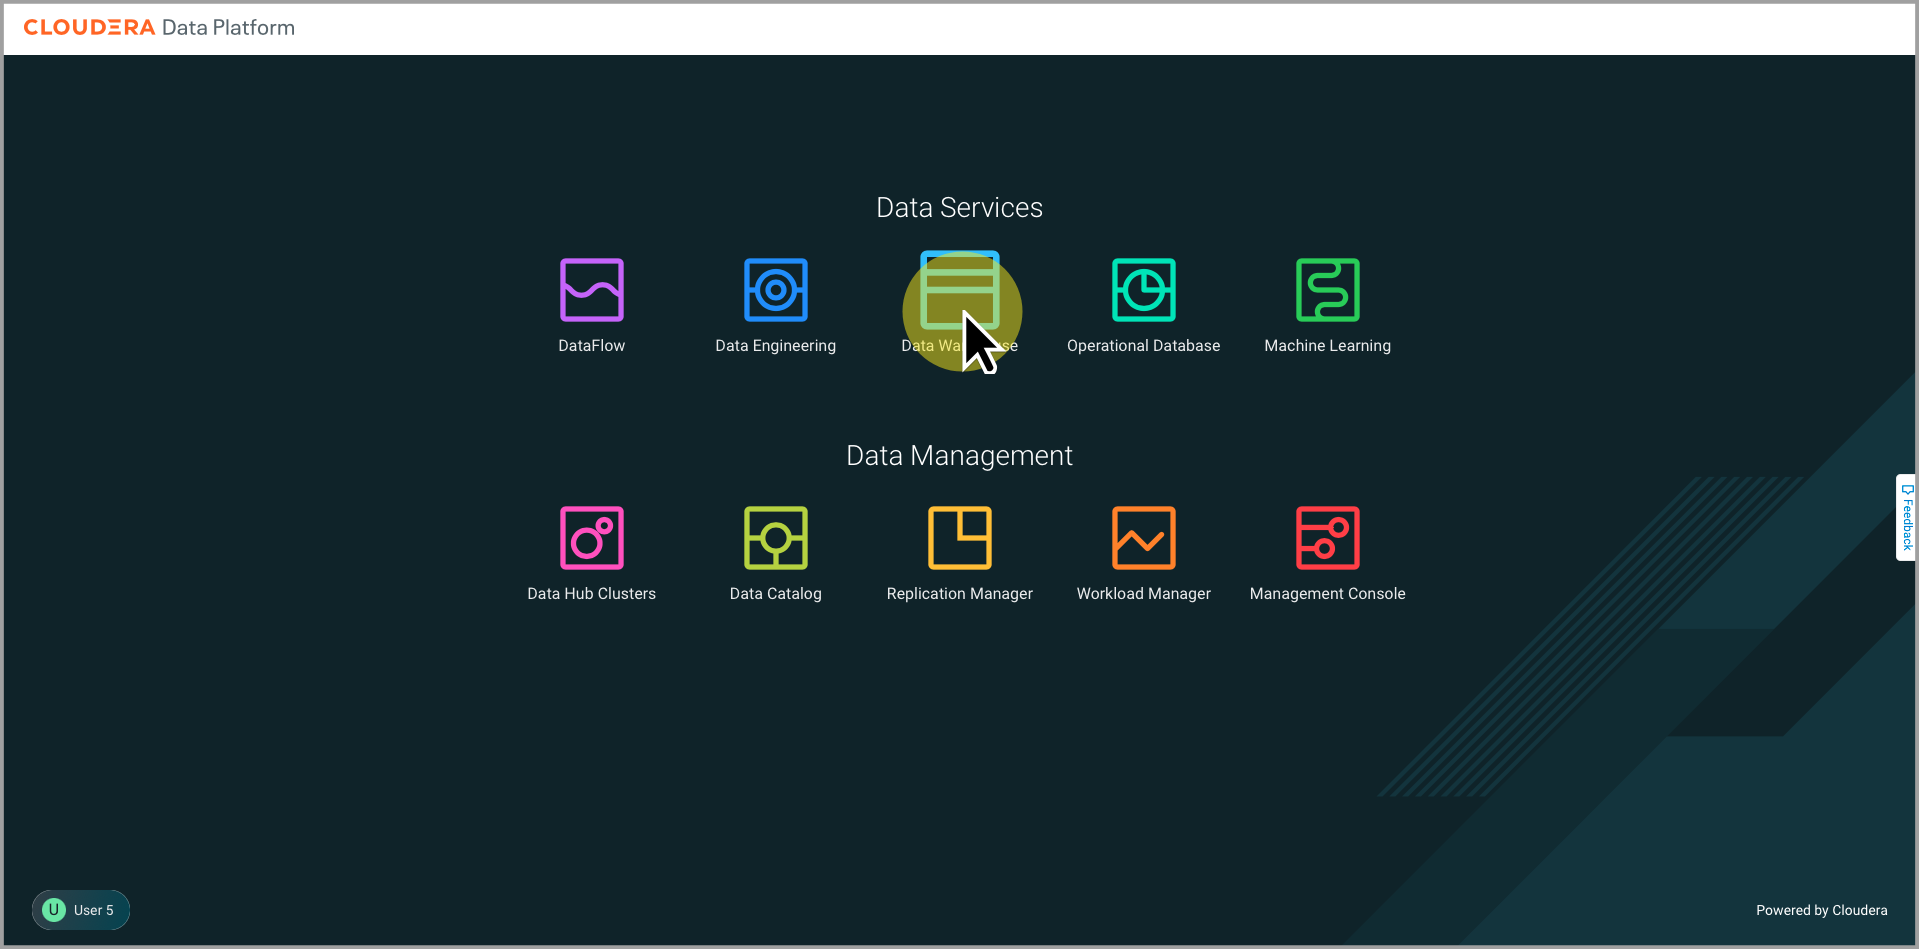 CLOUDERA Data Platform
Data Services
DataFlow
Data Engineering
Data Wa se
Operational Database
Machine Learning
Data Management
Data Hub Clusters
Data Catalog
Replication Manager
Workload Manager
Management Console
Feedback
U User 5
Powered by Cloudera